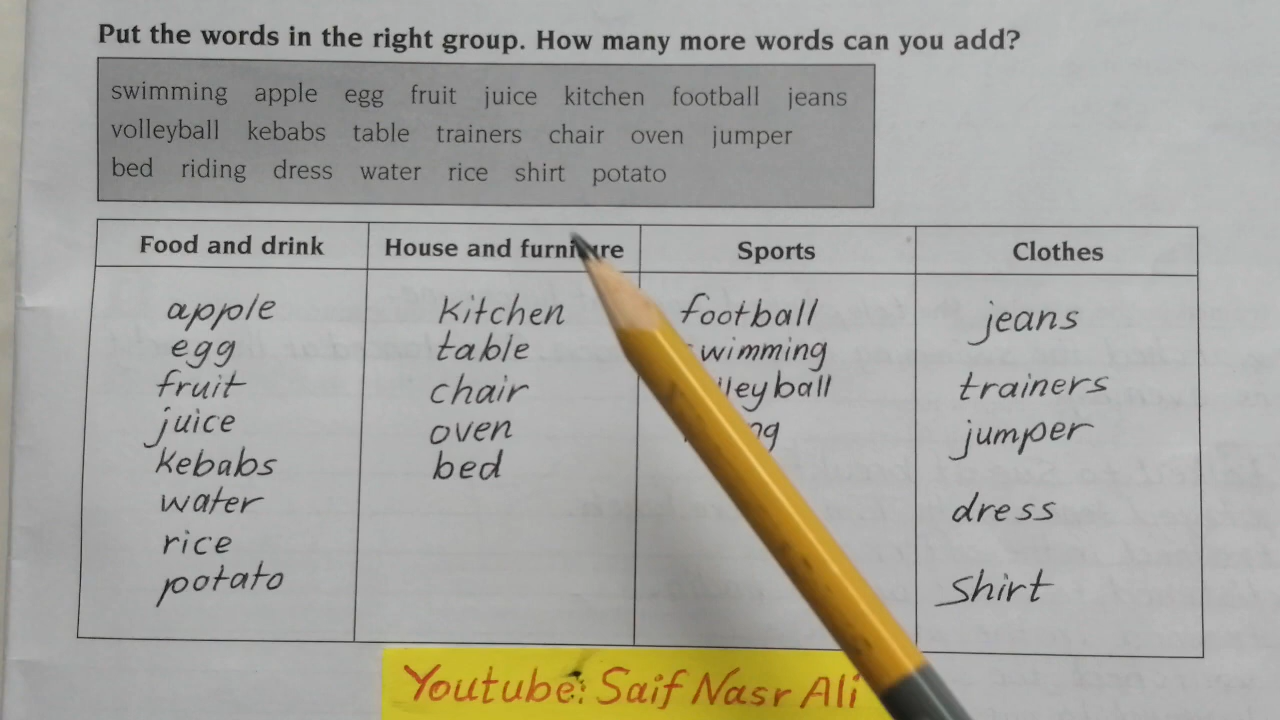 Put the words in the right group. How many more words can you add?
swimming apple egg fruit juice kitchen football jeans
volleyball kebabs table trainers chair oven jumper
bed riding dress water rice shirt potato
Food and drink House and furniture Sports Clothes
apple kitchen football jeans
egg table swimming
fruit chair volleyball trainers
juice oven jumper
kebabs bed
water dress
rice
potato shirt
Youtube: Saif Nasr Ali